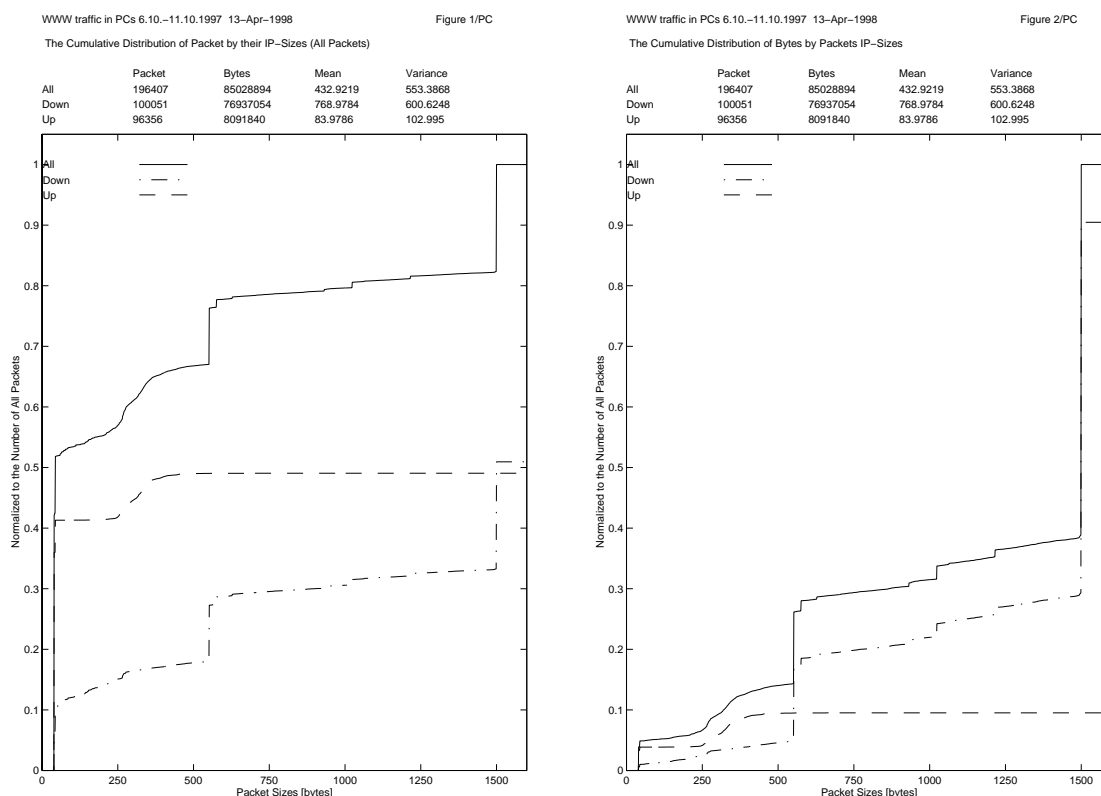 WWW traffic in PCs 6.10.−11.10.1997 13−Apr−1998 Figure 1/PC
The Cumulative Distribution of Packet by their IP−Sizes (All Packets)
Packet Bytes Mean Variance
All 196407 85028894 432.9219 553.3868
Down 100051 76937054 768.9784 600.6248
Up 96356 8091840 83.9786 102.995
All
Down
Up
1
0.9
0.8
0.7
0.6
0.5
0.4
0.3
0.2
0.1
0
Normalized to the Number of All Packets
0 250 500 750 1000 1250 1500
Packet Sizes [bytes]
WWW traffic in PCs 6.10.−11.10.1997 13−Apr−1998 Figure 2/PC
The Cumulative Distribution of Bytes by Packets IP−Sizes
Packet Bytes Mean Variance
All 196407 85028894 432.9219 553.3868
Down 100051 76937054 768.9784 600.6248
Up 96356 8091840 83.9786 102.995
All
Down
Up
1
0.9
0.8
0.7
0.6
0.5
0.4
0.3
0.2
0.1
0
Normalized to the Number of All Packets
0 250 500 750 1000 1250 1500
Packet Sizes [bytes]